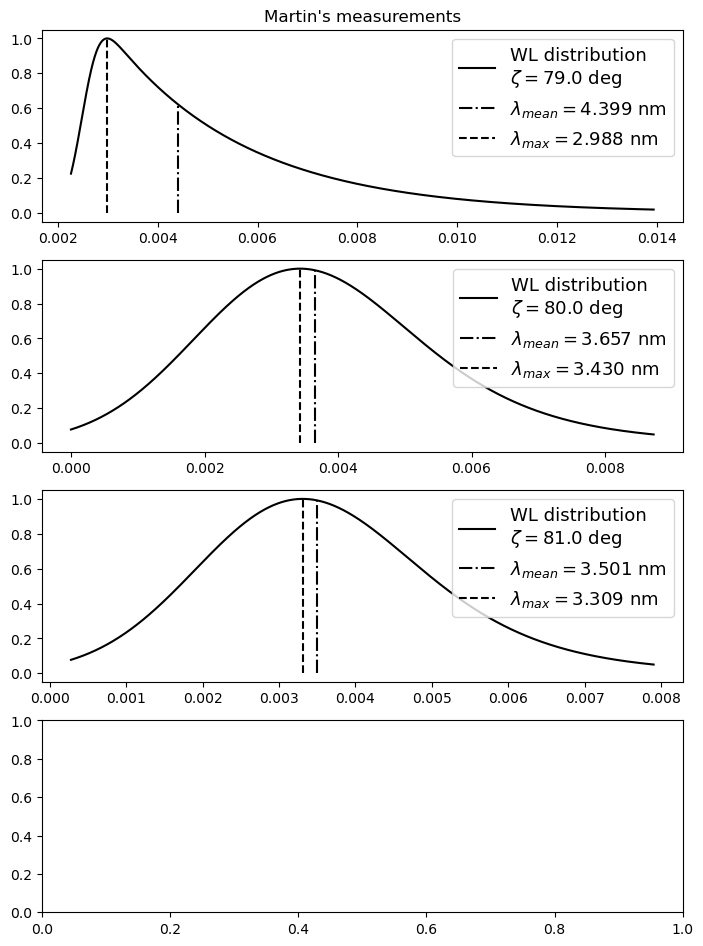 Martin's measurements
1.0
0.8
0.6
0.4
0.2
0.0
WL distribution
ζ = 79.0 deg
λmean = 4.399 nm
λmax = 2.988 nm
0.002 0.004 0.006 0.008 0.010 0.012 0.014
1.0
0.8
0.6
0.4
0.2
0.0
WL distribution
ζ = 80.0 deg
λmean = 3.657 nm
λmax = 3.430 nm
0.000 0.002 0.004 0.006 0.008
1.0
0.8
0.6
0.4
0.2
0.0
WL distribution
ζ = 81.0 deg
λmean = 3.501 nm
λmax = 3.309 nm
0.000 0.001 0.002 0.003 0.004 0.005 0.006 0.007 0.008
1.0
0.8
0.6
0.4
0.2
0.0
0.0 0.2 0.4 0.6 0.8 1.0